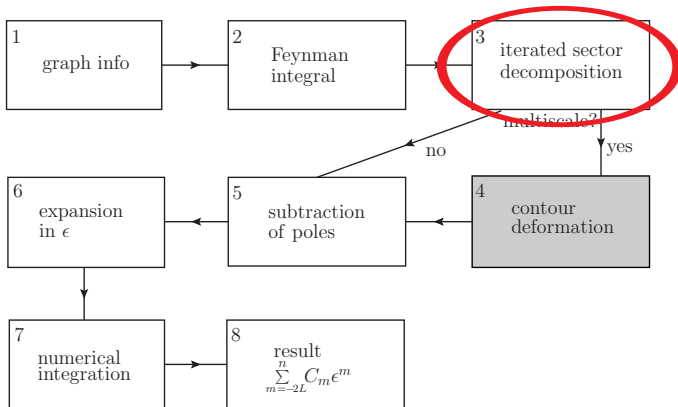 1
graph info
2
Feynman
integral
3
iterated sector
decomposition
multiscale?
no
yes
6
expansion
in ϵ
5
subtraction
of poles
4
contour
deformation
7
numerical
integration
8
result
n
∑ C_m ϵ^m
m=-2L